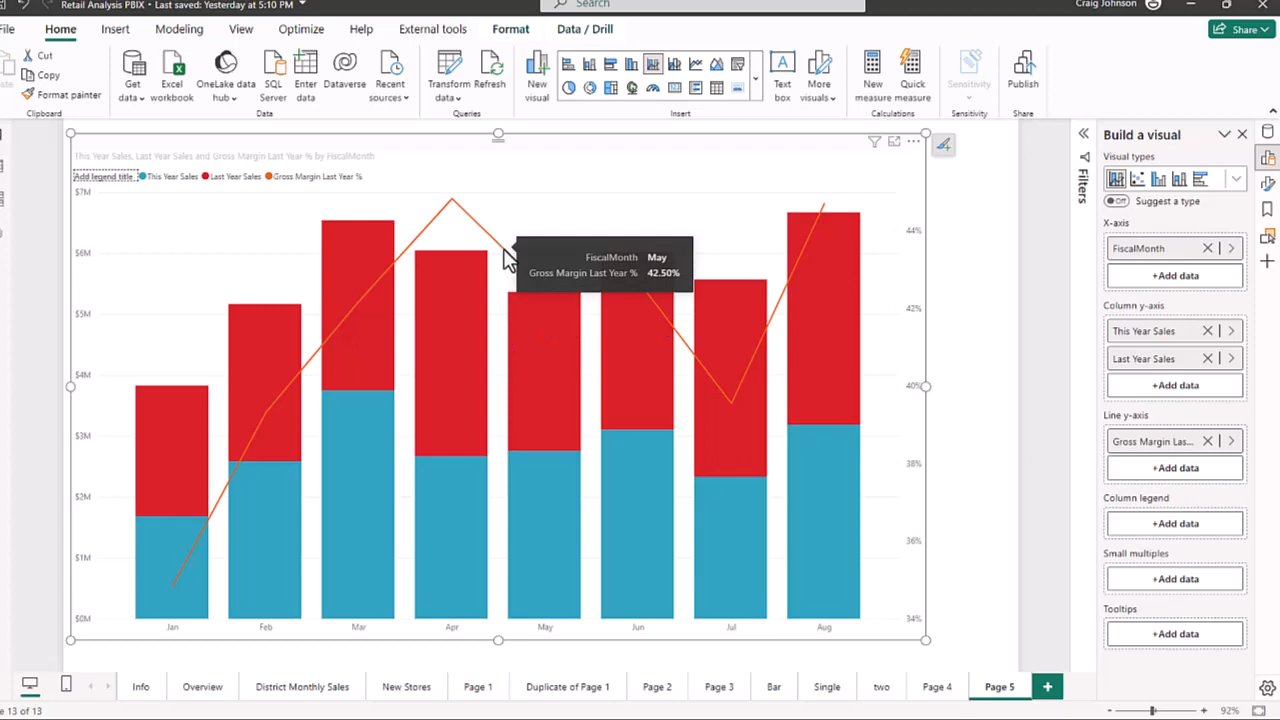 Retail Analysis PBIX • Last saved: Yesterday at 5:10 PM
Search
Craig Johnson
File Home Insert Modeling View Optimize Help External tools Format Data / Drill
Share
Cut
Copy
Format painter
Get data
Excel workbook
OneLake data hub
SQL Server
Enter data
Dataverse
Recent sources
Transform data
Refresh
New visual
Text box
More visuals
New measure
Quick measure
Sensitivity
Publish
Clipboard Data Queries Insert Calculations Sensitivity Share
This Year Sales, Last Year Sales and Gross Margin Last Year % by FiscalMonth
Add legend title This Year Sales Last Year Sales Gross Margin Last Year %
$7M
$6M
$5M
$4M
$3M
$2M
$1M
$0M
44%
42%
40%
38%
36%
34%
FiscalMonth May
Gross Margin Last Year % 42.50%
Jan Feb Mar Apr May Jun Jul Aug
Filters
Build a visual
Visual types
Off Suggest a type
X-axis
FiscalMonth
+Add data
Column y-axis
This Year Sales
Last Year Sales
+Add data
Line y-axis
Gross Margin Las...
+Add data
Column legend
+Add data
Small multiples
+Add data
Tooltips
+Add data
Info Overview District Monthly Sales New Stores Page 1 Duplicate of Page 1 Page 2 Page 3 Bar Single two Page 4 Page 5
Page 13 of 13
92%